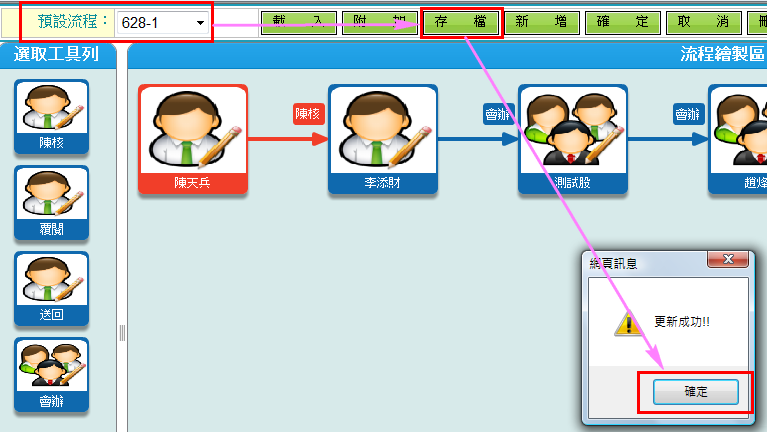 預設流程： 628-1 載 入 附 加 存 檔 新 增 確 定 取 消
選取工具列 流程繪製區
陳核
覆閱
送回
會辦
陳天兵 陳核 李添財 會辦 測試股 會辦 趙烽
網頁訊息
更新成功!!
確定